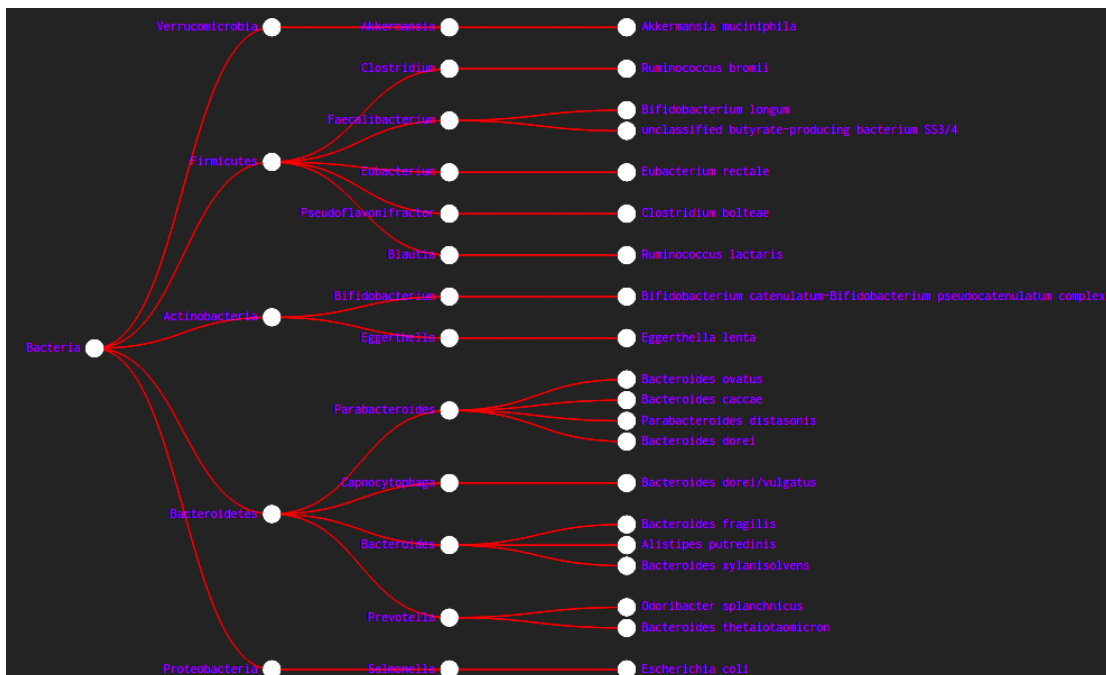 Verrucomicrobia
Akkermansia
Akkermansia muciniphila
Clostridium
Ruminococcus bromii
Faecalibacterium
Bifidobacterium longum
unclassified butyrate-producing bacterium SS3/4
Firmicutes
Eubacterium
Eubacterium rectale
Pseudoflavonifractor
Clostridium bolteae
Blautia
Ruminococcus lactaris
Bifidobacterium
Bifidobacterium catenulatum-Bifidobacterium pseudocatenulatum complex
Actinobacteria
Eggerthella
Eggerthella lenta
Bacteria
Parabacteroides
Bacteroides ovatus
Bacteroides caccae
Parabacteroides distasonis
Bacteroides dorei
Capnocytophaga
Bacteroides dorei/vulgatus
Bacteroidetes
Bacteroides
Bacteroides fragilis
Alistipes putredinis
Bacteroides xylanisolvens
Prevotella
Odoribacter splanchnicus
Bacteroides thetaiotaomicron
Proteobacteria
Salmonella
Escherichia coli